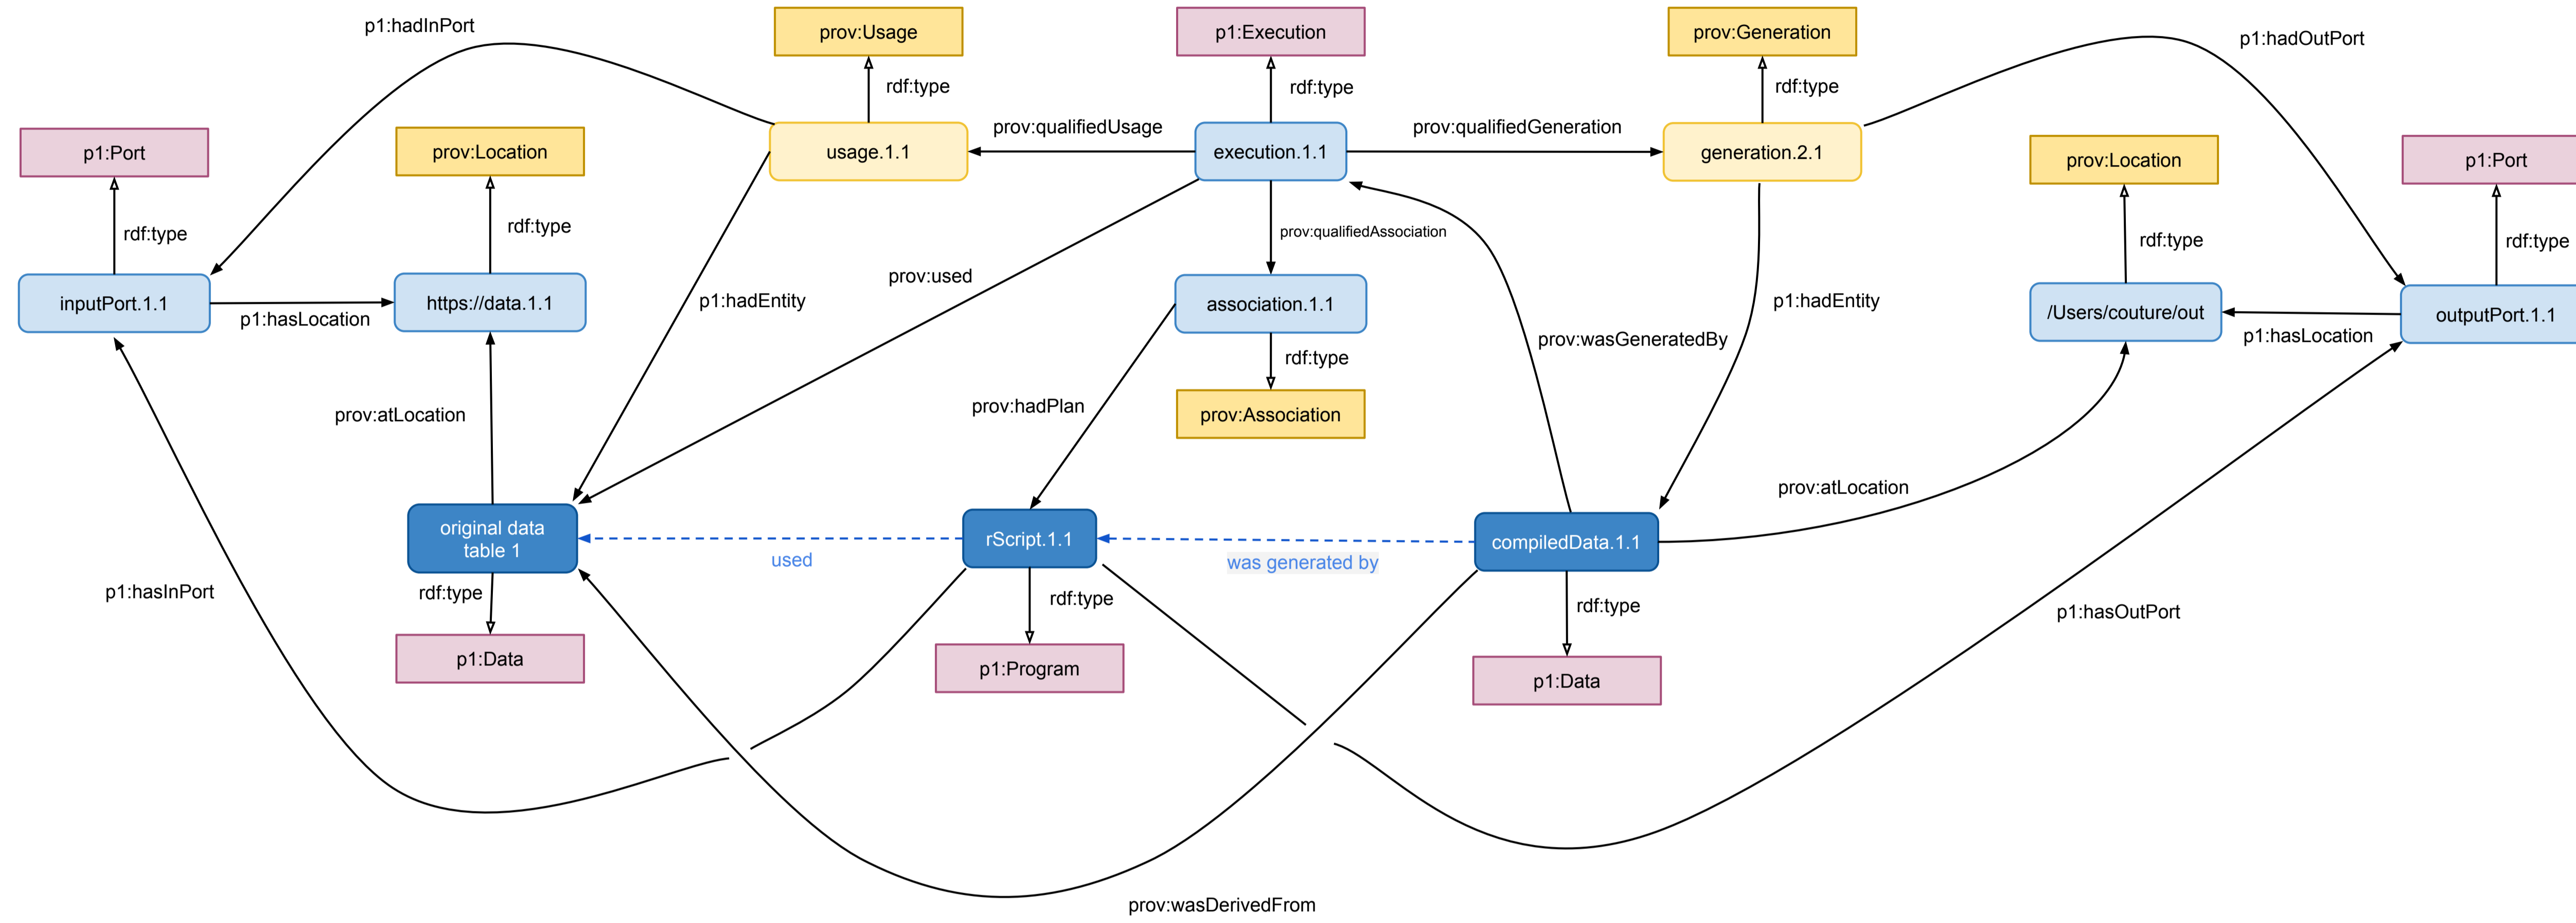 p1:hadInPort
prov:Usage
p1:Execution
prov:Generation
p1:hadOutPort
rdf:type
rdf:type
rdf:type
p1:Port
prov:Location
usage.1.1
prov:qualifiedUsage
execution.1.1
prov:qualifiedGeneration
generation.2.1
prov:Location
p1:Port
rdf:type
rdf:type
prov:qualifiedAssociation
rdf:type
rdf:type
inputPort.1.1
p1:hasLocation
https://data.1.1
p1:hadEntity
prov:used
association.1.1
prov:wasGeneratedBy
p1:hadEntity
/Users/couture/out
p1:hasLocation
outputPort.1.1
rdf:type
prov:atLocation
prov:hadPlan
prov:Association
prov:atLocation
original data
table 1
used
rScript.1.1
was generated by
compiledData.1.1
p1:hasInPort
rdf:type
rdf:type
rdf:type
p1:hasOutPort
p1:Data
p1:Program
p1:Data
prov:wasDerivedFrom